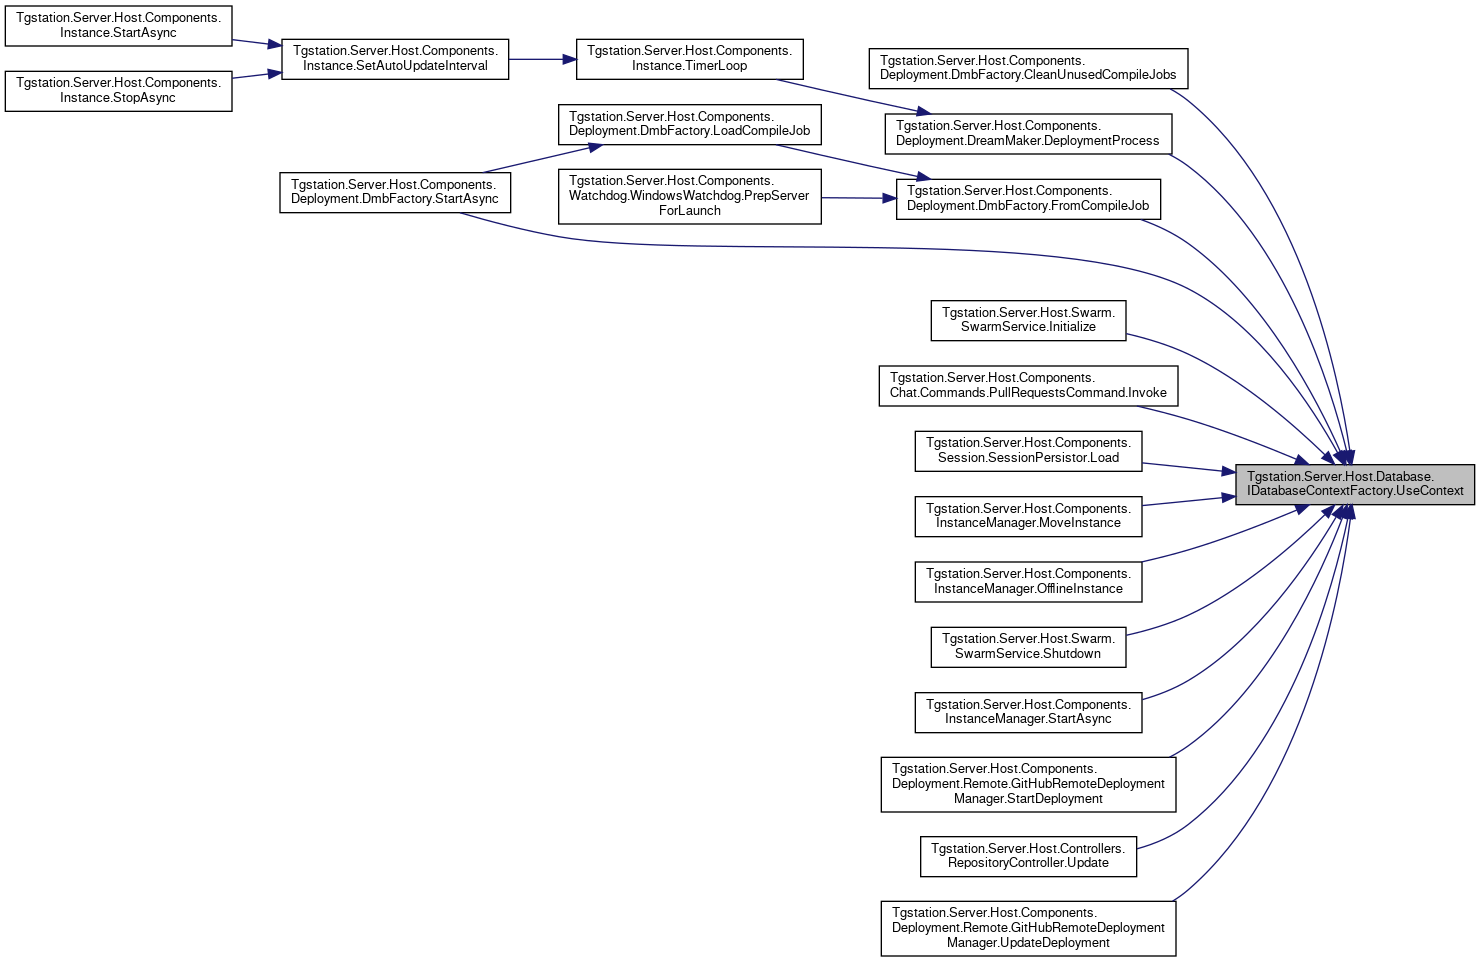 Tgstation.Server.Host.Components.
Instance.StartAsync
Tgstation.Server.Host.Components.
Instance.StopAsync
Tgstation.Server.Host.Components.
Instance.SetAutoUpdateInterval
Tgstation.Server.Host.Components.
Instance.TimerLoop
Tgstation.Server.Host.Components.
Deployment.DmbFactory.LoadCompileJob
Tgstation.Server.Host.Components.
Deployment.DmbFactory.StartAsync
Tgstation.Server.Host.Components.
Watchdog.WindowsWatchdog.PrepServer
ForLaunch
Tgstation.Server.Host.Components.
Deployment.DmbFactory.CleanUnusedCompileJobs
Tgstation.Server.Host.Components.
Deployment.DreamMaker.DeploymentProcess
Tgstation.Server.Host.Components.
Deployment.DmbFactory.FromCompileJob
Tgstation.Server.Host.Swarm.
SwarmService.Initialize
Tgstation.Server.Host.Components.
Chat.Commands.PullRequestsCommand.Invoke
Tgstation.Server.Host.Components.
Session.SessionPersistor.Load
Tgstation.Server.Host.Components.
InstanceManager.MoveInstance
Tgstation.Server.Host.Components.
InstanceManager.OfflineInstance
Tgstation.Server.Host.Swarm.
SwarmService.Shutdown
Tgstation.Server.Host.Components.
InstanceManager.StartAsync
Tgstation.Server.Host.Components.
Deployment.Remote.GitHubRemoteDeployment
Manager.StartDeployment
Tgstation.Server.Host.Controllers.
RepositoryController.Update
Tgstation.Server.Host.Components.
Deployment.Remote.GitHubRemoteDeployment
Manager.UpdateDeployment
Tgstation.Server.Host.Database.
IDatabaseContextFactory.UseContext